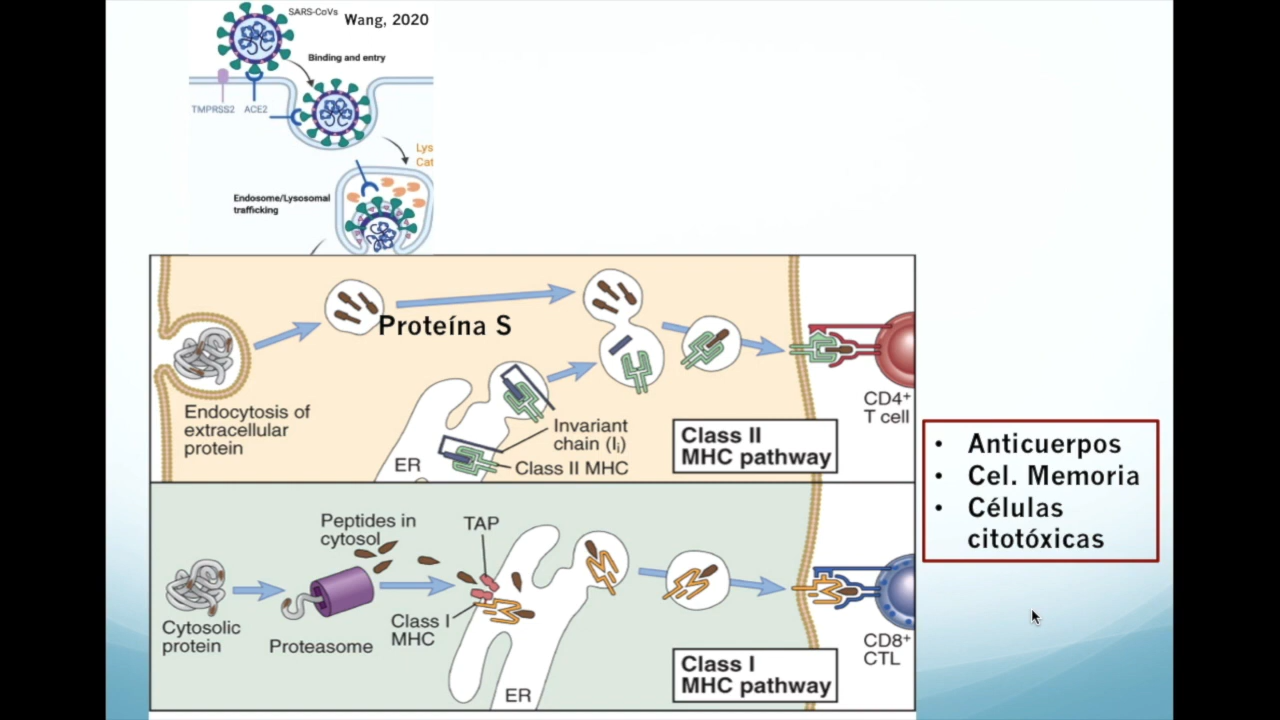 SARS-CoVs
Wang, 2020
Binding and entry
TMPRSS2 ACE2
Lys
Cat
Endosome/Lysosomal
trafficking
Proteína S
Endocytosis of
extracellular
protein
Invariant
chain (Ii)
Class II MHC
ER
Class II
MHC pathway
CD4+
T cell
• Anticuerpos
• Cel. Memoria
• Células
citotóxicas
Peptides in
cytosol
TAP
Cytosolic
protein
Proteasome
Class I
MHC
ER
Class I
MHC pathway
CD8+
CTL